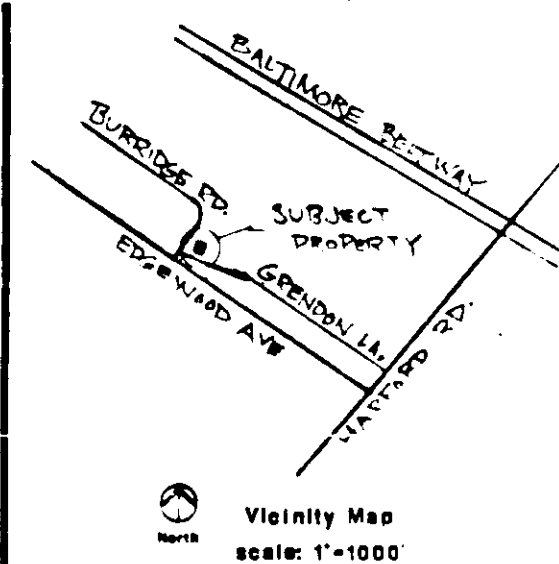 BALTIMORE BELTWAY
BURRIDGE RD.
SUBJECT
PROPERTY
EDGEWOOD AVE
GRENDON LA.
HARFORD RD.
North
Vicinity Map
scale: 1"=1000'